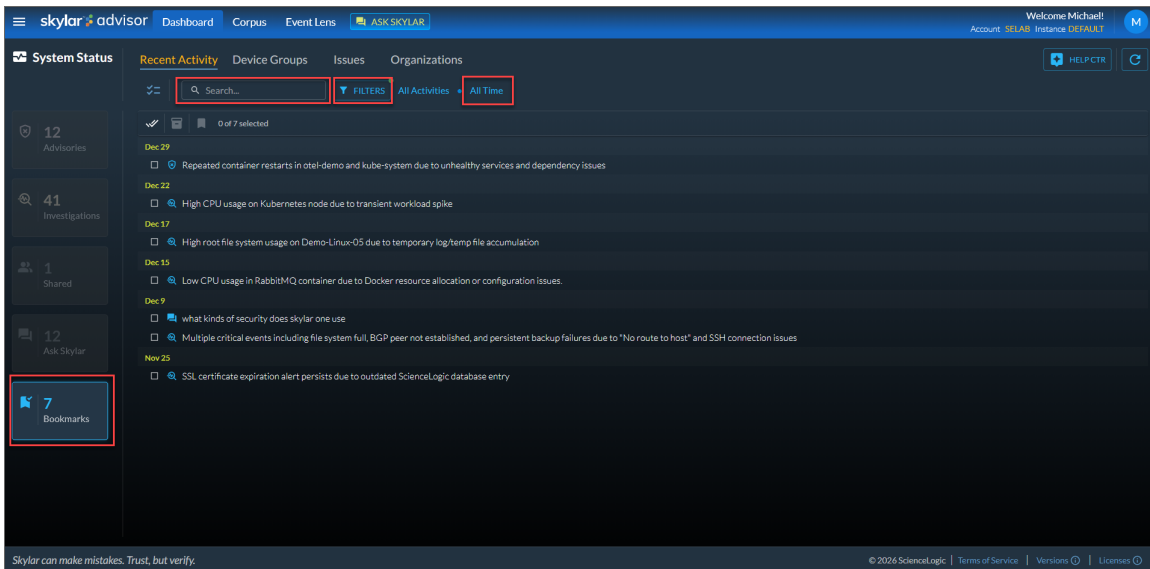 skylar advisor Dashboard Corpus Event Lens ASK SKYLAR
Welcome Michael!
Account SELAB Instance DEFAULT
M
System Status
Recent Activity Device Groups Issues Organizations
HELP CTR
Search... FILTERS All Activities All Time
0 of 7 selected
12
Advisories
41
Investigations
1
Shared
12
Ask Skylar
7
Bookmarks
Dec 29
Repeated container restarts in otel-demo and kube-system due to unhealthy services and dependency issues
Dec 22
High CPU usage on Kubernetes node due to transient workload spike
Dec 17
High root file system usage on Demo-Linux-05 due to temporary log/temp file accumulation
Dec 15
Low CPU usage in RabbitMQ container due to Docker resource allocation or configuration issues.
Dec 9
what kinds of security does skylar one use
Multiple critical events including file system full, BGP peer not established, and persistent backup failures due to "No route to host" and SSH connection issues
Nov 25
SSL certificate expiration alert persists due to outdated ScienceLogic database entry
Skylar can make mistakes. Trust, but verify.
© 2026 ScienceLogic | Terms of Service | Versions | Licenses